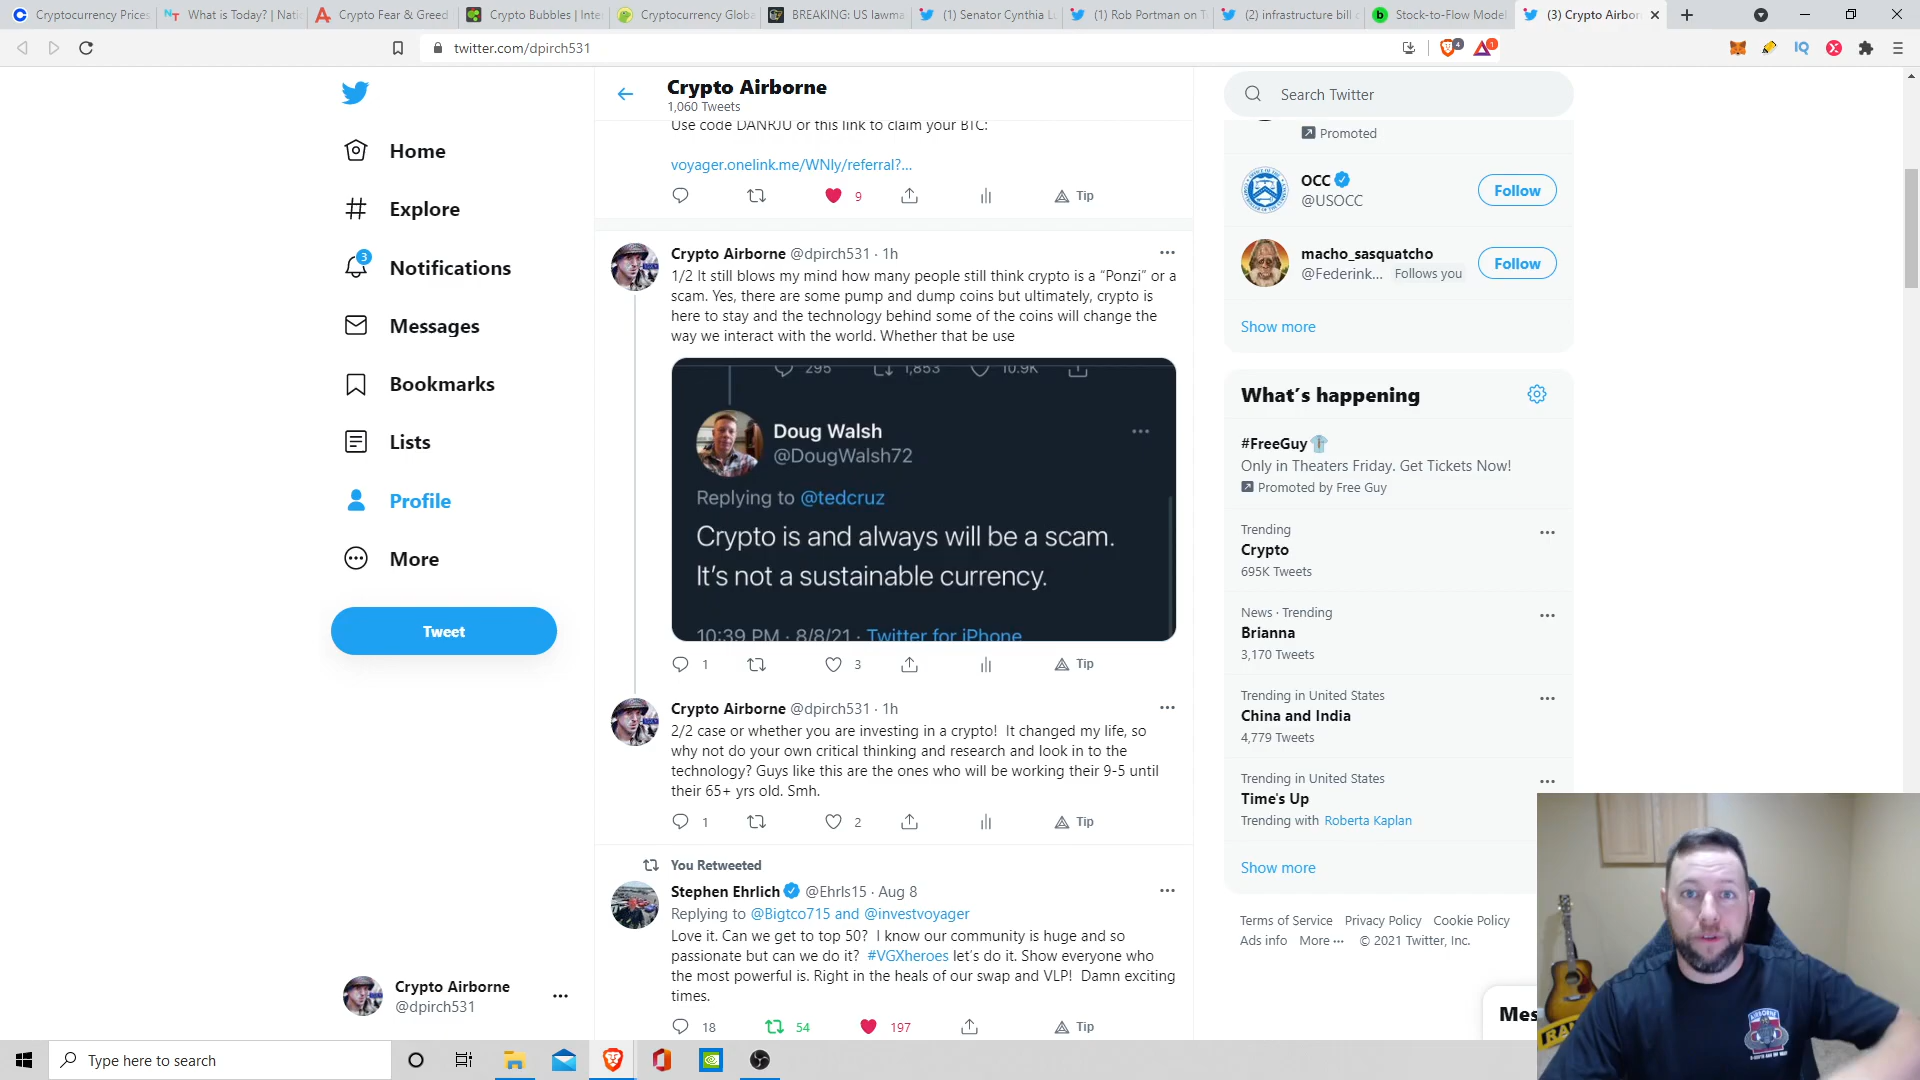 Cryptocurrency Prices
What is Today? | Nati
Crypto Fear & Greed
Crypto Bubbles | Inter
Cryptocurrency Globa
BREAKING: US lawma
(1) Senator Cynthia Lu
(1) Rob Portman on T
(2) infrastructure bill
Stock-to-Flow Model
(3) Crypto Airborn
twitter.com/dpirch531
4
1
IQ
Crypto Airborne
1,060 Tweets
Use code DANRJU or this link to claim your BTC:
voyager.onelink.me/WNly/referral?...
9
Tip
Home
Explore
3
Notifications
Messages
Bookmarks
Lists
Profile
More
Tweet
Crypto Airborne
@dpirch531
Crypto Airborne @dpirch531 · 1h
1/2 It still blows my mind how many people still think crypto is a “Ponzi” or a
scam. Yes, there are some pump and dump coins but ultimately, crypto is
here to stay and the technology behind some of the coins will change the
way we interact with the world. Whether that be use
295 1,853 10.9K
Doug Walsh
@DougWalsh72
Replying to @tedcruz
Crypto is and always will be a scam.
It’s not a sustainable currency.
10:39 PM · 8/8/21 · Twitter for iPhone
1 3 Tip
Crypto Airborne @dpirch531 · 1h
2/2 case or whether you are investing in a crypto! It changed my life, so
why not do your own critical thinking and research and look in to the
technology? Guys like this are the ones who will be working their 9-5 until
their 65+ yrs old. Smh.
1 2 Tip
You Retweeted
Stephen Ehrlich @Ehrls15 · Aug 8
Replying to @Bigtco715 and @investvoyager
Love it. Can we get to top 50? I know our community is huge and so
passionate but can we do it? #VGXheroes let’s do it. Show everyone who
the most powerful is. Right in the heals of our swap and VLP! Damn exciting
times.
18 54 197 Tip
Search Twitter
Promoted
OCC
@USOCC
Follow
macho_sasquatcho
@Federink... Follows you
Follow
Show more
What’s happening
#FreeGuy
Only in Theaters Friday. Get Tickets Now!
Promoted by Free Guy
Trending
Crypto
695K Tweets
News · Trending
Brianna
3,170 Tweets
Trending in United States
China and India
4,779 Tweets
Trending in United States
Time's Up
Trending with Roberta Kaplan
Show more
Terms of Service Privacy Policy Cookie Policy
Ads info More ··· © 2021 Twitter, Inc.
Mes
AIRBORNE
Type here to search